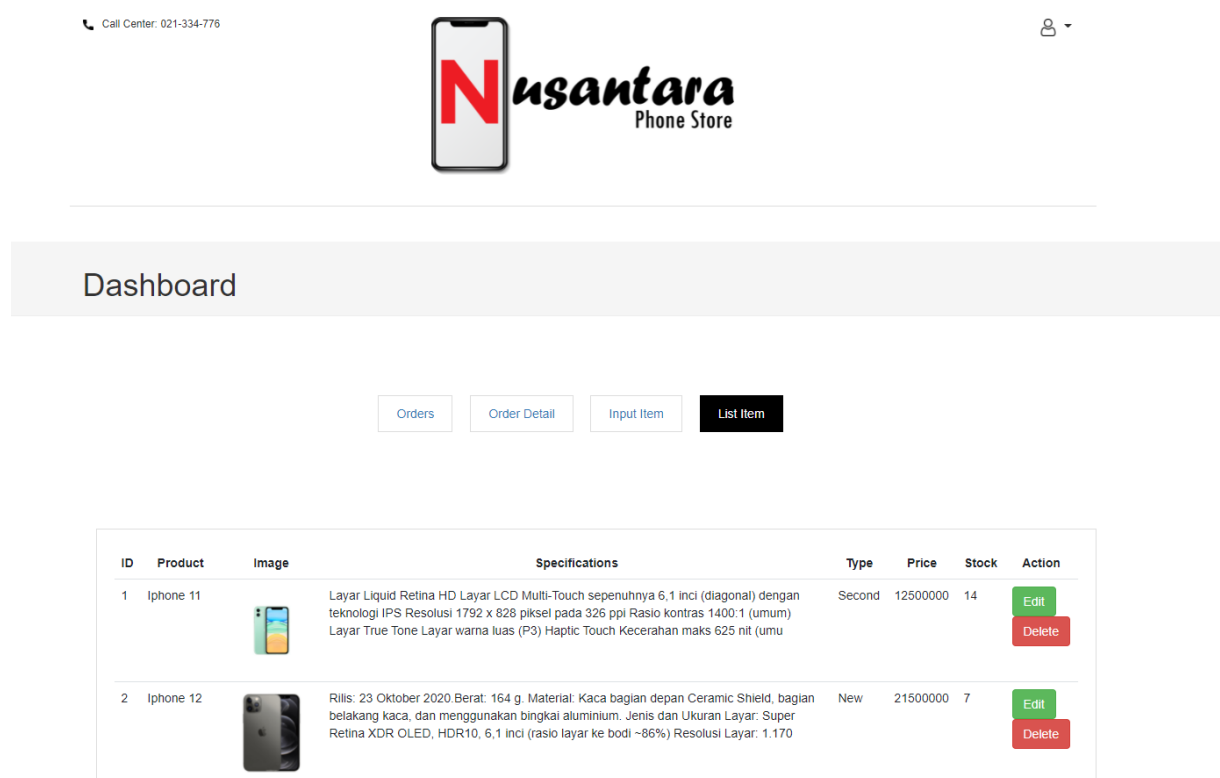 Call Center: 021-334-776
Nusantara
Phone Store
Dashboard
Orders Order Detail Input Item List Item
ID Product Image Specifications Type Price Stock Action
1 Iphone 11 Layar Liquid Retina HD Layar LCD Multi-Touch sepenuhnya 6,1 inci (diagonal) dengan Second 12500000 14 Edit
teknologi IPS Resolusi 1792 x 828 piksel pada 326 ppi Rasio kontras 1400:1 (umum)
Layar True Tone Layar warna luas (P3) Haptic Touch Kecerahan maks 625 nit (umu Delete
2 Iphone 12 Rilis: 23 Oktober 2020.Berat: 164 g. Material: Kaca bagian depan Ceramic Shield, bagian New 21500000 7 Edit
belakang kaca, dan menggunakan bingkai aluminium. Jenis dan Ukuran Layar: Super
Retina XDR OLED, HDR10, 6,1 inci (rasio layar ke bodi ~86%) Resolusi Layar: 1.170 Delete